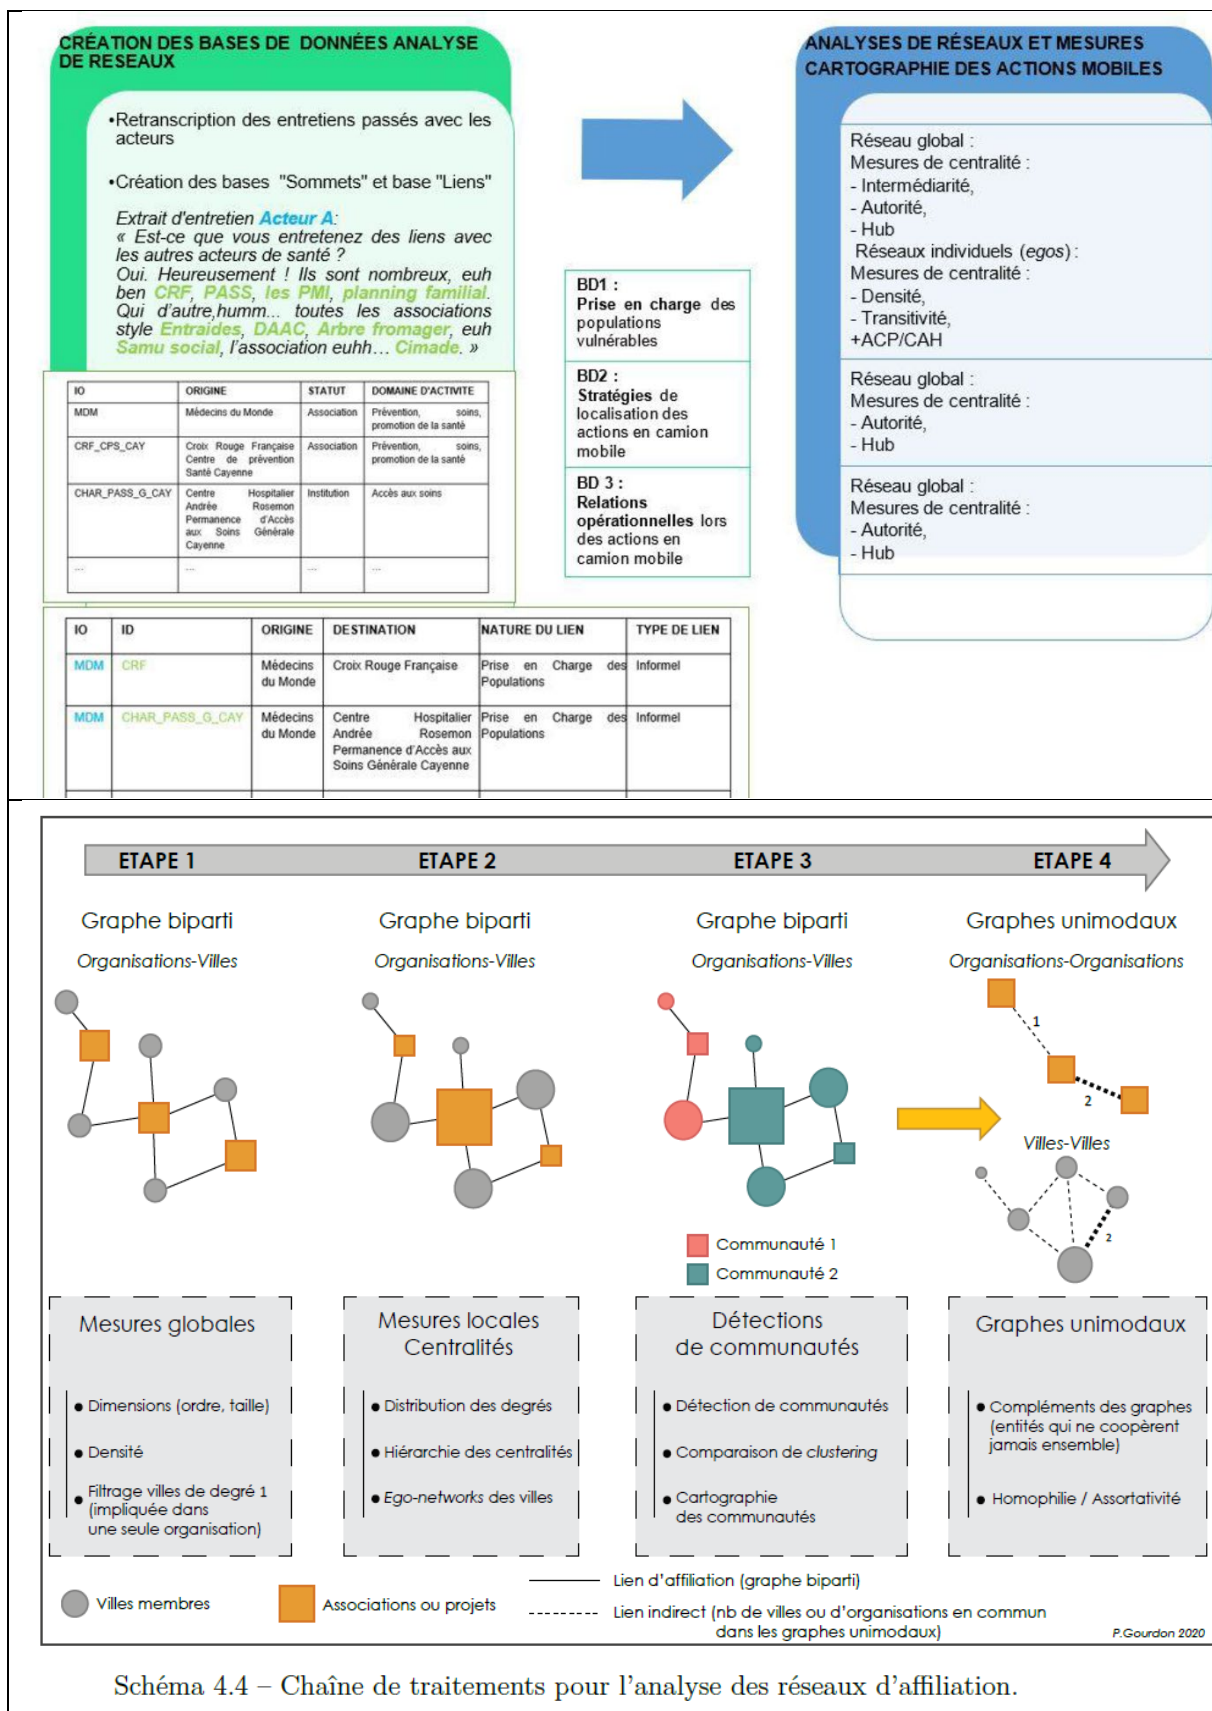 CRÉATION DES BASES DE DONNÉES ANALYSE
DE RESEAUX
•Retranscription des entretiens passés avec les
acteurs
•Création des bases "Sommets" et base "Liens"
Extrait d'entretien Acteur A:
« Est-ce que vous entretenez des liens avec
les autres acteurs de santé ?
Oui. Heureusement ! Ils sont nombreux, euh
ben CRF, PASS, les PMI, planning familial.
Qui d'autre,humm... toutes les associations
style Entraides, DAAC, Arbre fromager, euh
Samu social, l'association euhh... Cimade. »
IO ORIGINE STATUT DOMAINE D'ACTIVITE
MDM Médecins du Monde Association Prévention, soins,
promotion de la santé
CRF_CPS_CAY Croix Rouge Française Association Prévention, soins,
Centre de prévention promotion de la santé
Santé Cayenne
CHAR_PASS_G_CAY Centre Hospitalier Institution Accès aux soins
Andrée Rosemon
Permanence d'Accès
aux Soins Générale
Cayenne
... ... ... ...
IO ID ORIGINE DESTINATION NATURE DU LIEN TYPE DE LIEN
MDM CRF Médecins Croix Rouge Française Prise en Charge des Informel
du Monde Populations
MDM CHAR_PASS_G_CAY Médecins Centre Hospitalier Prise en Charge des Informel
du Monde Andrée Rosemon Populations
Permanence d'Accès aux
Soins Générale Cayenne
BD1 :
Prise en charge des
populations
vulnérables
BD2 :
Stratégies de
localisation des
actions en camion
mobile
BD 3 :
Relations
opérationnelles lors
des actions en
camion mobile
ANALYSES DE RÉSEAUX ET MESURES
CARTOGRAPHIE DES ACTIONS MOBILES
Réseau global :
Mesures de centralité :
- Intermédiarité,
- Autorité,
- Hub
Réseaux individuels (egos) :
Mesures de centralité :
- Densité,
- Transitivité,
+ACP/CAH
Réseau global :
Mesures de centralité :
- Autorité,
- Hub
Réseau global :
Mesures de centralité :
- Autorité,
- Hub
ETAPE 1 ETAPE 2 ETAPE 3 ETAPE 4
Graphe biparti Graphe biparti Graphe biparti Graphes unimodaux
Organisations-Villes Organisations-Villes Organisations-Villes Organisations-Organisations
1
2
Villes-Villes
2
Communauté 1
Communauté 2
Mesures globales
• Dimensions (ordre, taille)
• Densité
• Filtrage villes de degré 1
(impliquée dans
une seule organisation)
Mesures locales
Centralités
• Distribution des degrés
• Hiérarchie des centralités
• Ego-networks des villes
Détections
de communautés
• Détection de communautés
• Comparaison de clustering
• Cartographie
des communautés
Graphes unimodaux
• Compléments des graphes
(entités qui ne coopèrent
jamais ensemble)
• Homophilie / Assortativité
Villes membres
Associations ou projets
Lien d'affiliation (graphe biparti)
Lien indirect (nb de villes ou d'organisations en commun
dans les graphes unimodaux)
P.Gourdon 2020
Schéma 4.4 – Chaîne de traitements pour l'analyse des réseaux d'affiliation.